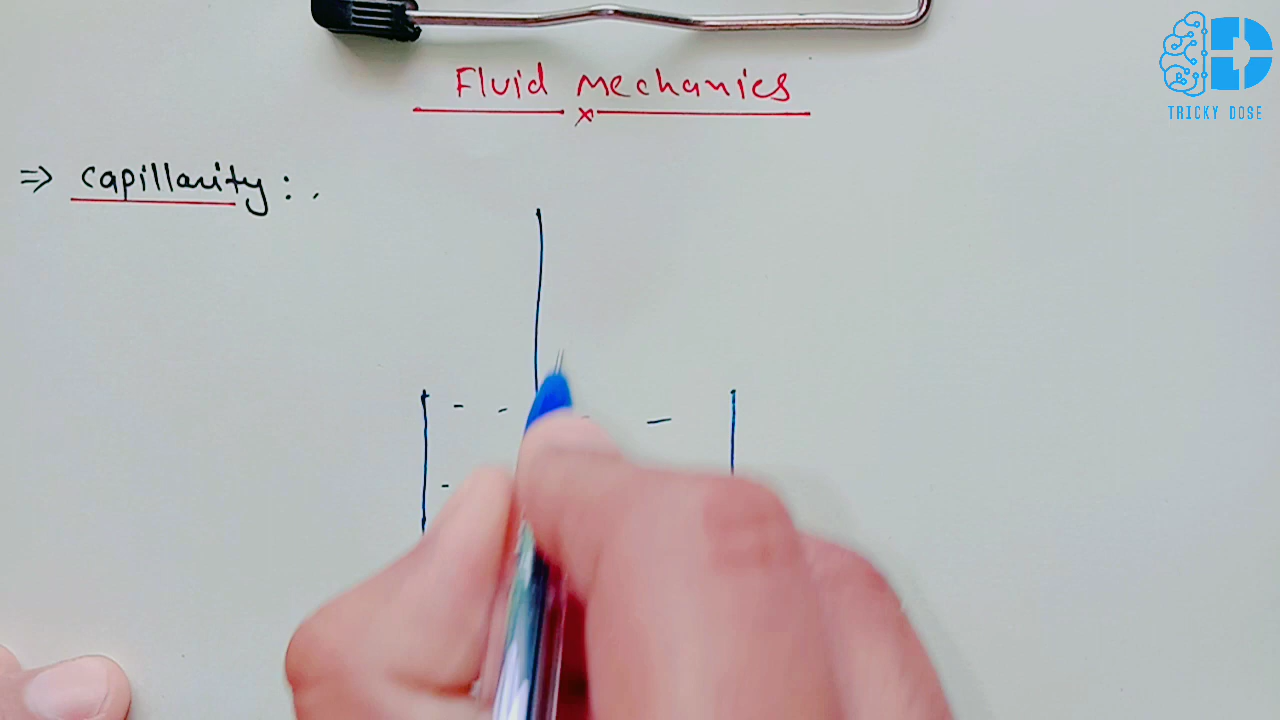 TRICKY DOSE
Fluid mechanics
x
⇒ capillarity :.